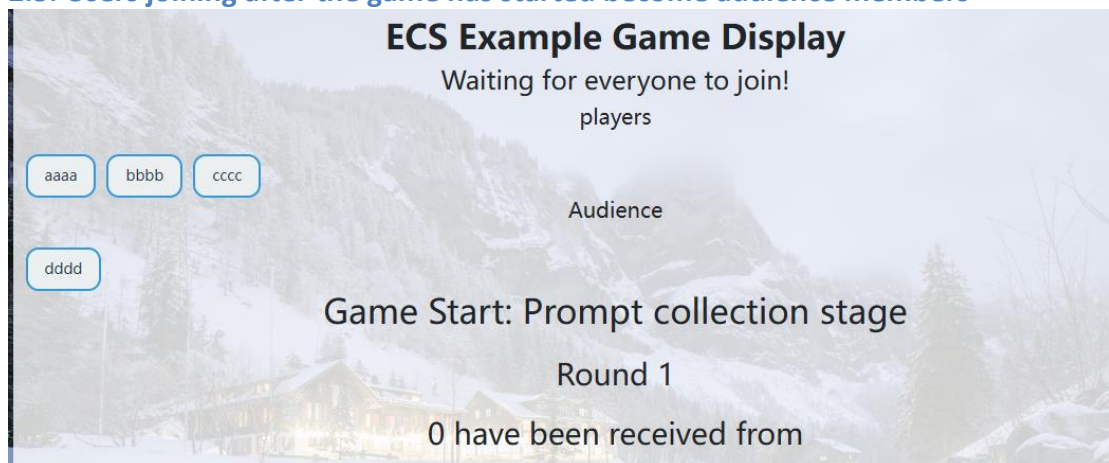 ECS Example Game Display
Waiting for everyone to join!
players
aaaa bbbb cccc
Audience
dddd
Game Start: Prompt collection stage
Round 1
0 have been received from